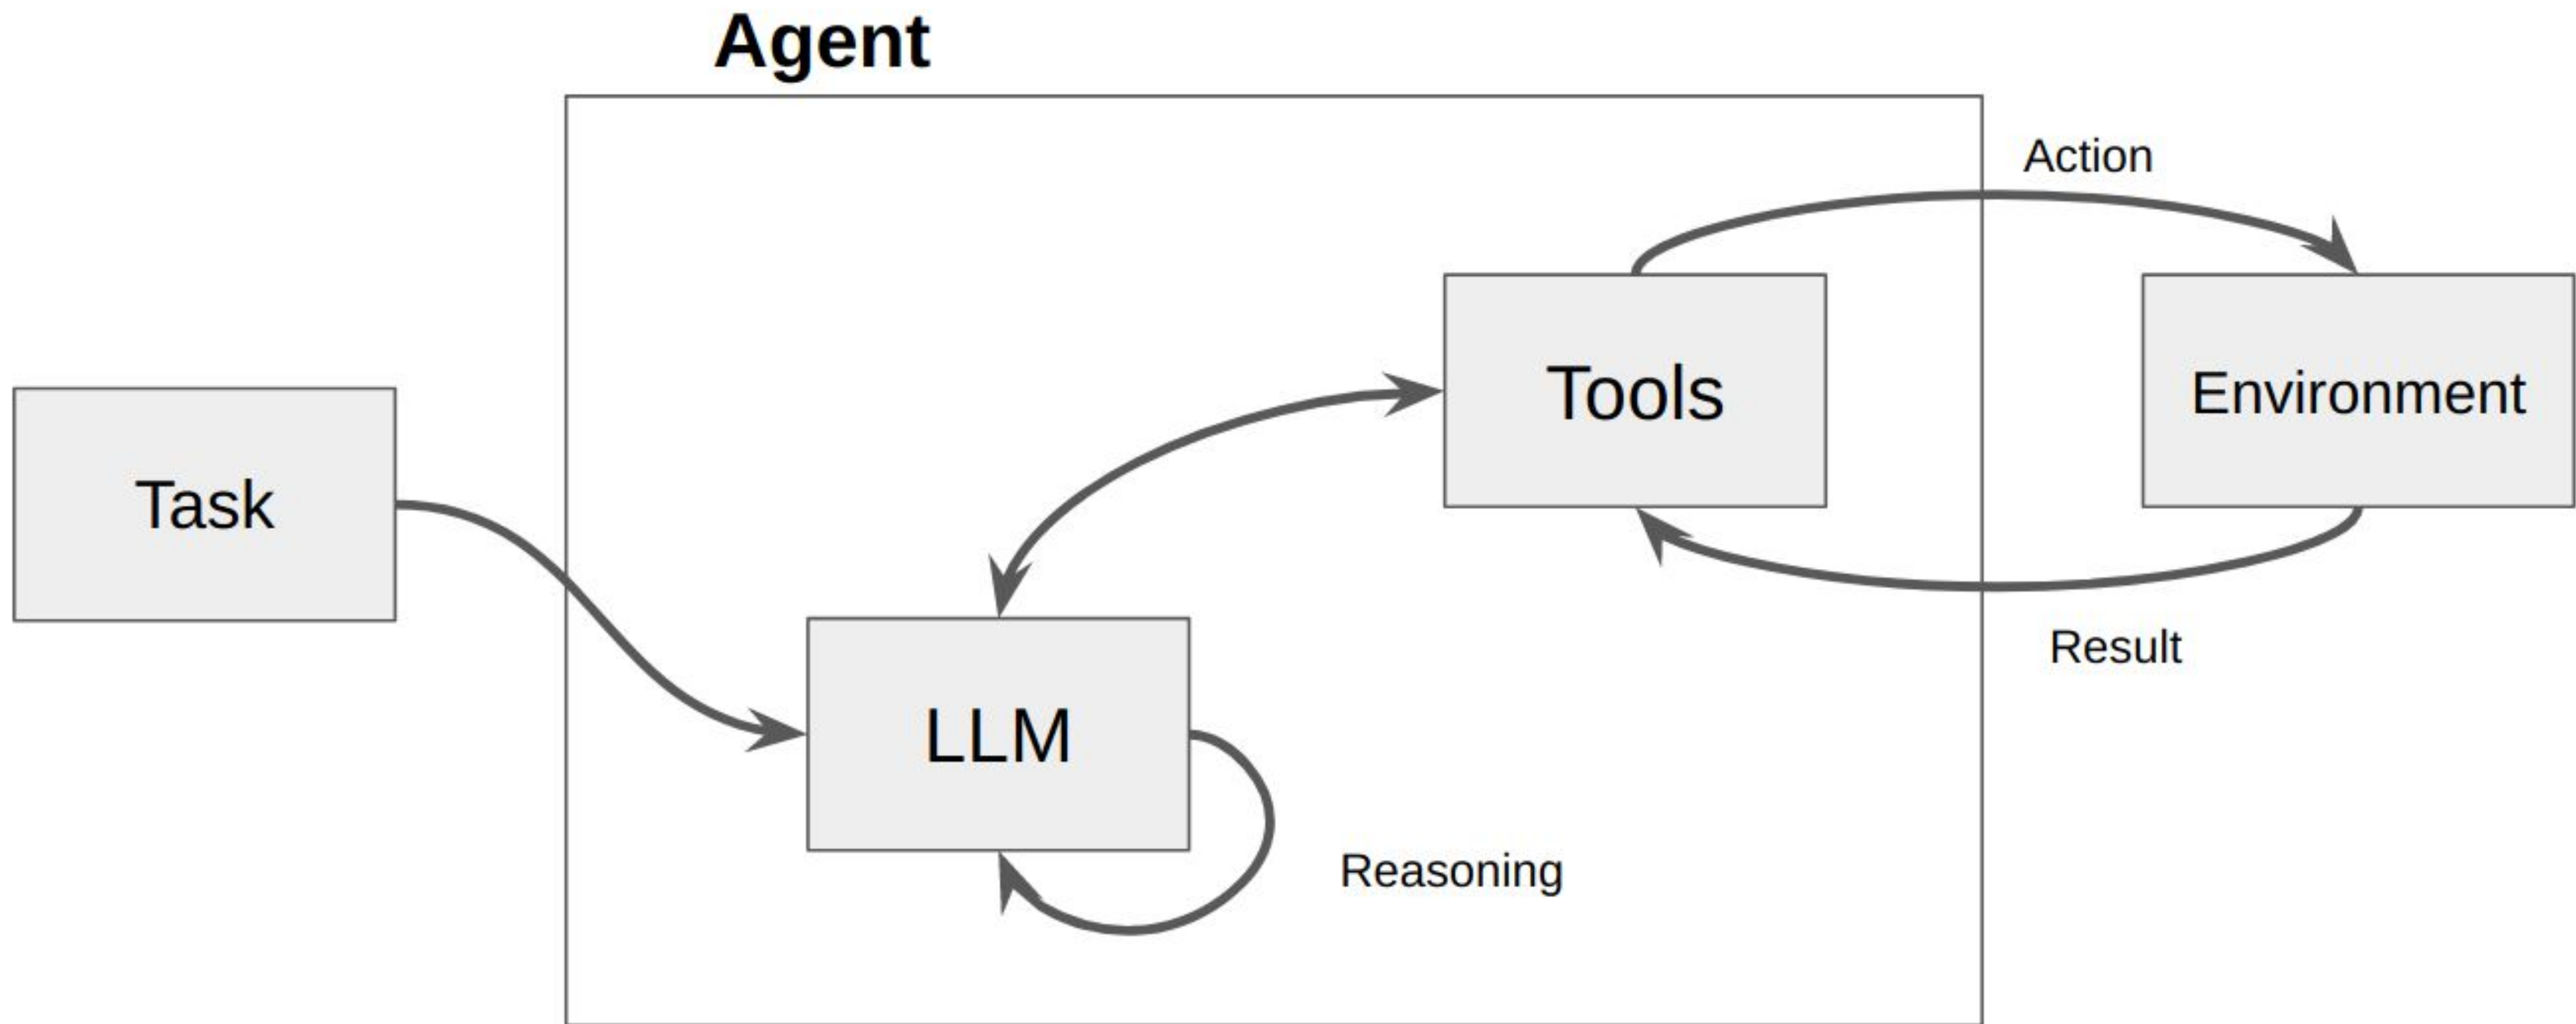 Agent
Action
Tools
Environment
Task
Result
LLM
Reasoning